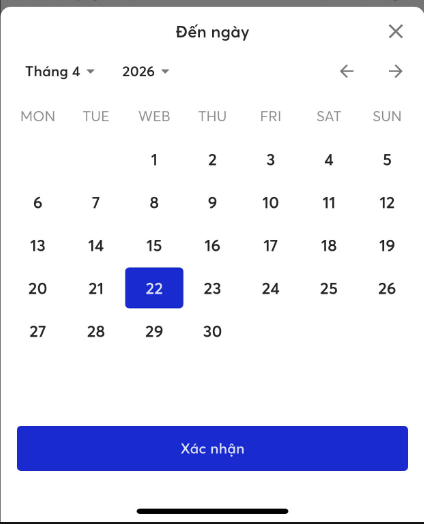 Đến ngày
Tháng 4 2026
MON TUE WEB THU FRI SAT SUN
1 2 3 4 5
6 7 8 9 10 11 12
13 14 15 16 17 18 19
20 21 22 23 24 25 26
27 28 29 30
Xác nhận